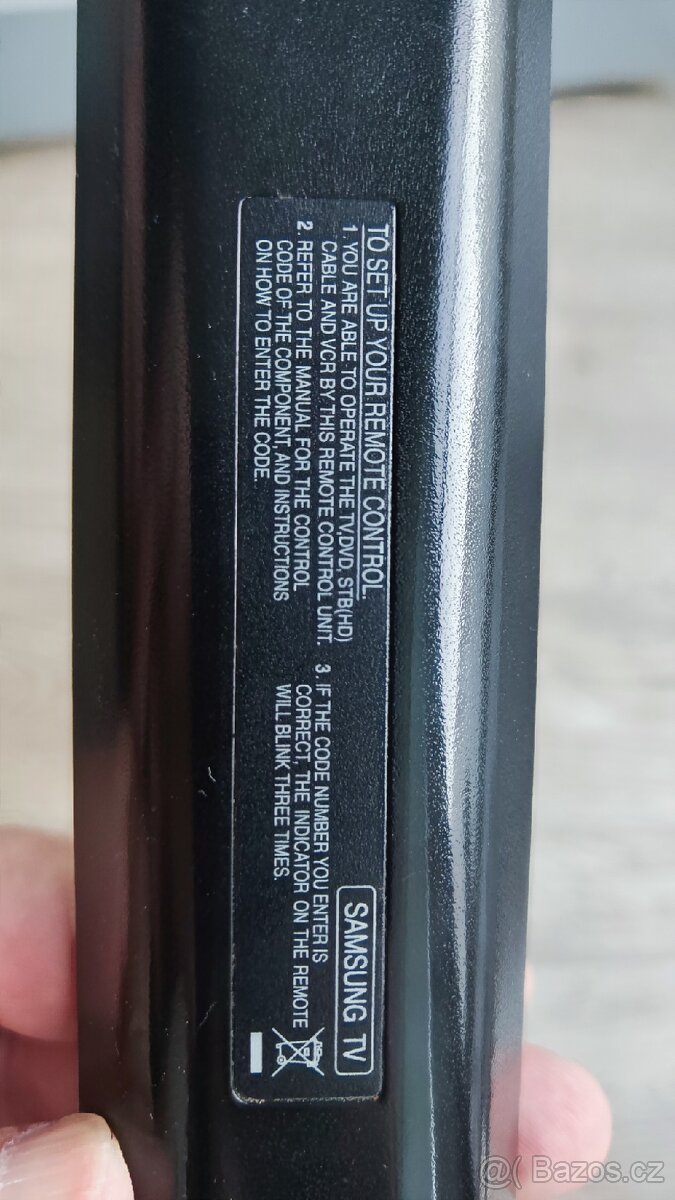 TO SET UP YOUR REMOTE CONTROL
1. YOU ARE ABLE TO OPERATE THE TV,DVD, STB(HD)
CABLE AND VCR BY THIS REMOTE CONTROL UNIT.
2. REFER TO THE MANUAL FOR THE CONTROL
CODE OF THE COMPONENT, AND INSTRUCTIONS
ON HOW TO ENTER THE CODE.
3. IF THE CODE NUMBER YOU ENTER IS
CORRECT, THE INDICATOR ON THE REMOTE
WILL BLINK THREE TIMES.
SAMSUNG TV
@( Bazos.cz